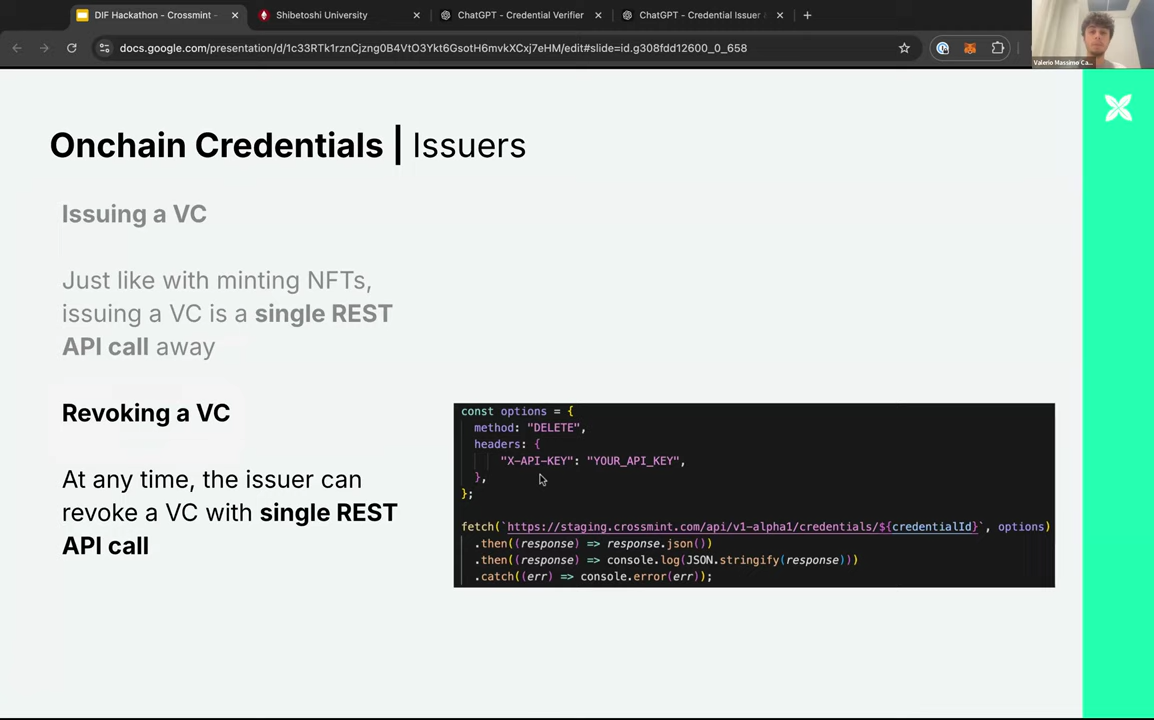 DIF Hackathon - Crossmint -
Shibetoshi University
ChatGPT - Credential Verifier
ChatGPT - Credential Issuer
docs.google.com/presentation/d/1c33RTk1rznCjzng0B4VtO3Ykt6GsotH6mvkXCxj7eHM/edit#slide=id.g308fdd12600_0_658
Valerio Massimo Ca...
Onchain Credentials | Issuers
Issuing a VC
Just like with minting NFTs,
issuing a VC is a single REST
API call away
Revoking a VC
At any time, the issuer can
revoke a VC with single REST
API call
const options = {
method: "DELETE",
headers: {
"X-API-KEY": "YOUR_API_KEY",
},
};
fetch(`https://staging.crossmint.com/api/v1-alpha1/credentials/${credentialId}`, options)
.then((response) => response.json())
.then((response) => console.log(JSON.stringify(response)))
.catch((err) => console.error(err));